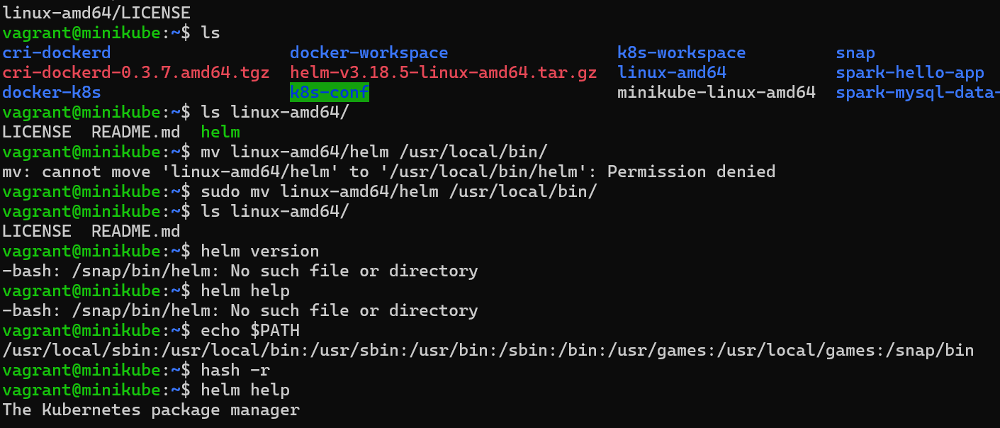 linux-amd64/LICENSE
vagrant@minikube:~$ ls
cri-dockerd docker-workspace k8s-workspace snap
cri-dockerd-0.3.7.amd64.tgz helm-v3.18.5-linux-amd64.tar.gz linux-amd64 spark-hello-app
docker-k8s k8s-conf minikube-linux-amd64 spark-mysql-data-
vagrant@minikube:~$ ls linux-amd64/
LICENSE README.md helm
vagrant@minikube:~$ mv linux-amd64/helm /usr/local/bin/
mv: cannot move 'linux-amd64/helm' to '/usr/local/bin/helm': Permission denied
vagrant@minikube:~$ sudo mv linux-amd64/helm /usr/local/bin/
vagrant@minikube:~$ ls linux-amd64/
LICENSE README.md
vagrant@minikube:~$ helm version
-bash: /snap/bin/helm: No such file or directory
vagrant@minikube:~$ helm help
-bash: /snap/bin/helm: No such file or directory
vagrant@minikube:~$ echo $PATH
/usr/local/sbin:/usr/local/bin:/usr/sbin:/usr/bin:/sbin:/bin:/usr/games:/usr/local/games:/snap/bin
vagrant@minikube:~$ hash -r
vagrant@minikube:~$ helm help
The Kubernetes package manager